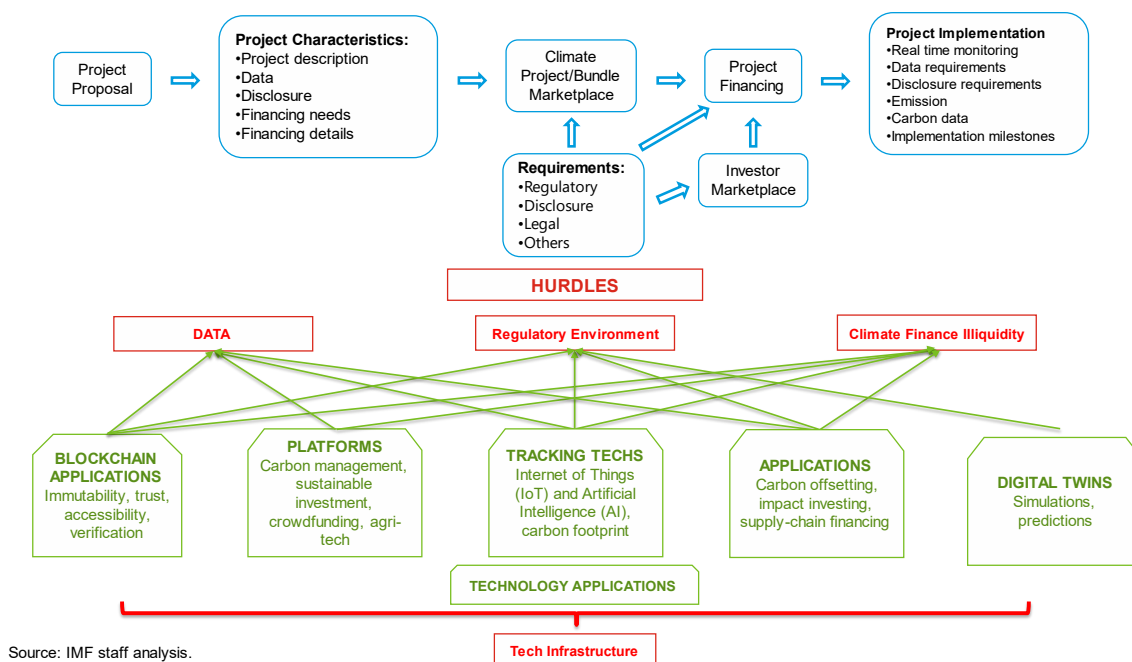 Project
Proposal
Project Characteristics:
•Project description
•Data
•Disclosure
•Financing needs
•Financing details
Climate
Project/Bundle
Marketplace
Project
Financing
Project Implementation
•Real time monitoring
•Data requirements
•Disclosure requirements
•Emission
•Carbon data
•Implementation milestones
Requirements:
•Regulatory
•Disclosure
•Legal
•Others
Investor
Marketplace
HURDLES
DATA
Regulatory Environment
Climate Finance Illiquidity
BLOCKCHAIN
APPLICATIONS
Immutability, trust,
accessibility,
verification
PLATFORMS
Carbon management,
sustainable
investment,
crowdfunding, agri-
tech
TRACKING TECHS
Internet of Things
(IoT) and Artificial
Intelligence (AI),
carbon footprint
APPLICATIONS
Carbon offsetting,
impact investing,
supply-chain financing
DIGITAL TWINS
Simulations,
predictions
TECHNOLOGY APPLICATIONS
Tech Infrastructure
Source: IMF staff analysis.